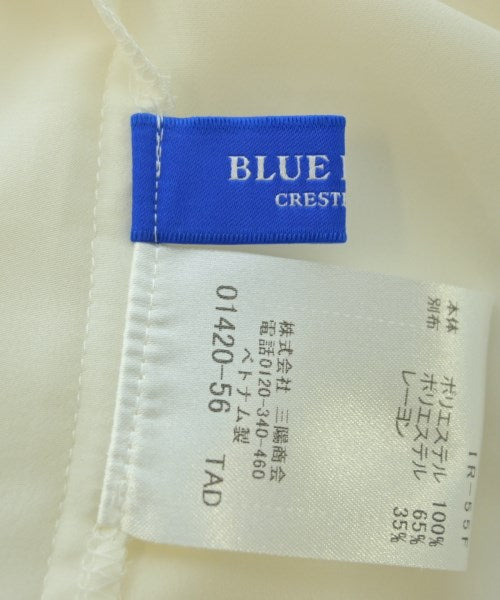 BLUE
CREST
本体 ポリエステル 100%
別布 ポリエステル 65%
レーヨン 35%
株式会社 三陽商会
電話0120-340-460
ベトナム製
01420-56 TAD